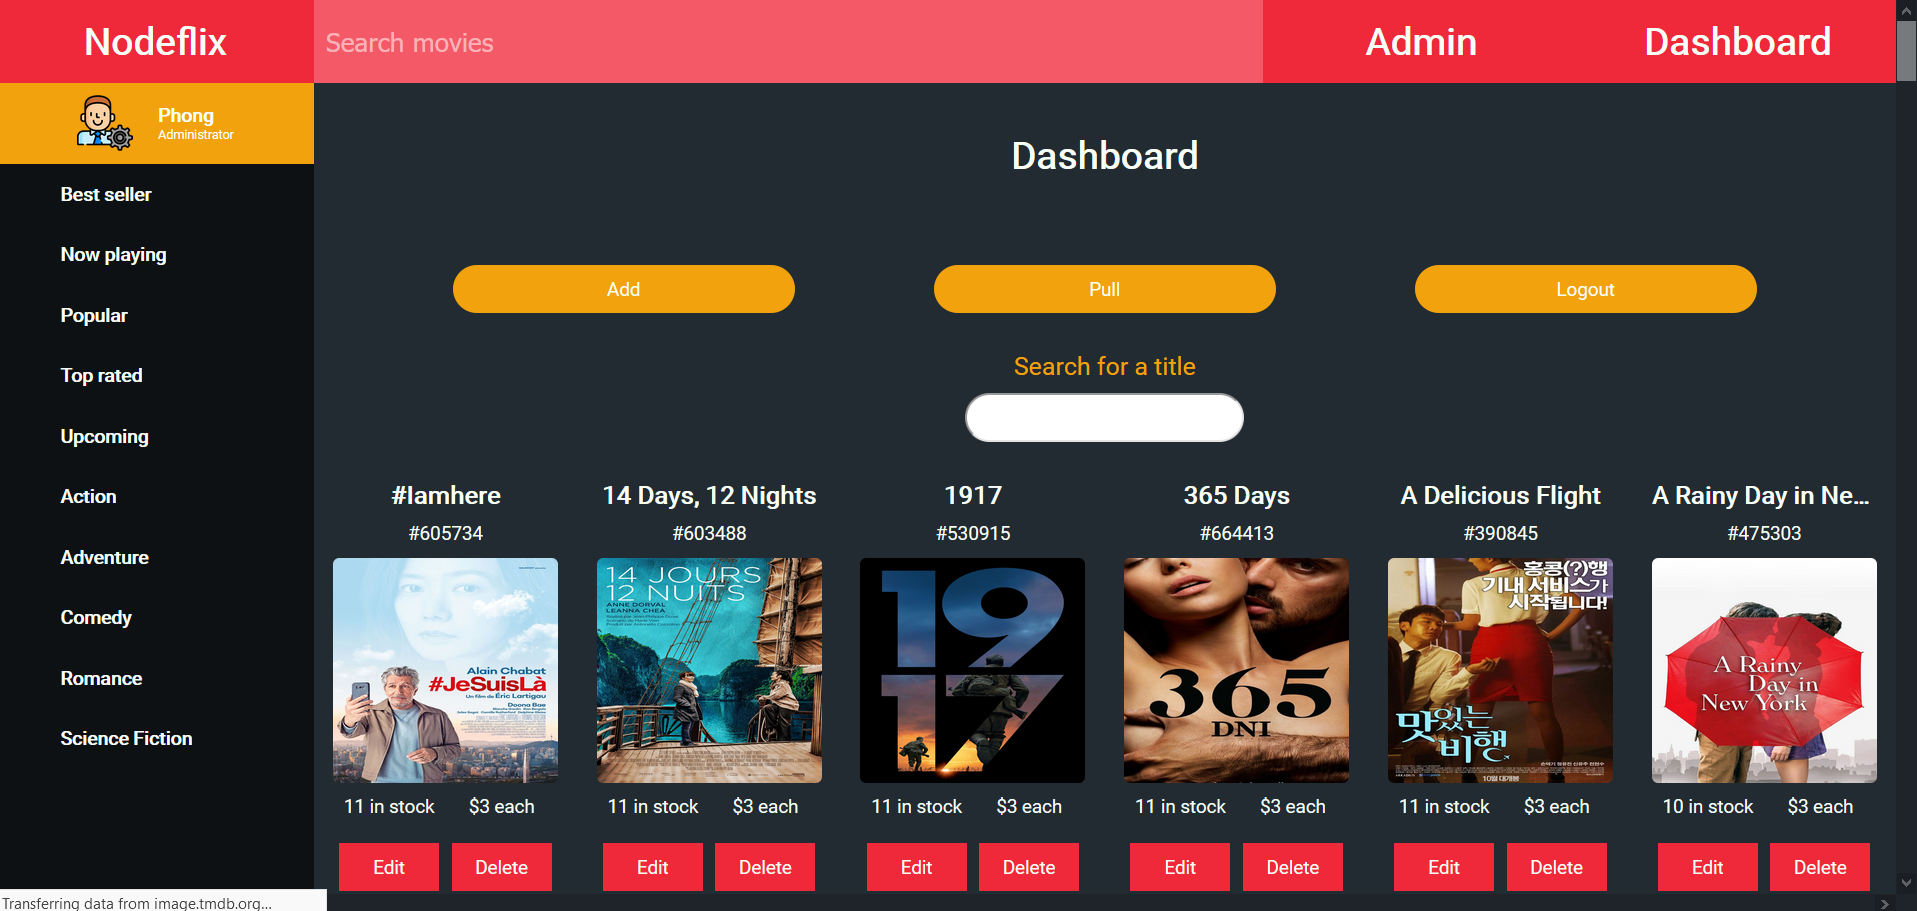 Nodeflix
Search movies
Admin
Dashboard
Phong
Administrator
Best seller
Now playing
Popular
Top rated
Upcoming
Action
Adventure
Comedy
Romance
Science Fiction
Dashboard
Add
Pull
Logout
Search for a title
#Iamhere
#605734
Alain Chabat
#JeSuisLà
Un film de Éric Lartigau
Doona Bae
11 in stock $3 each
Edit Delete
14 Days, 12 Nights
#603488
14 JOURS
12 NUITS
ANNE DORVAL
LEANNA CHEA
11 in stock $3 each
Edit Delete
1917
#530915
19
17
11 in stock $3 each
Edit Delete
365 Days
#664413
365
DNI
11 in stock $3 each
Edit Delete
A Delicious Flight
#390845
홍콩(?)행
기내 서비스가
시작됩니다!
맛있는
비행
10월 대개봉
11 in stock $3 each
Edit Delete
A Rainy Day in Ne...
#475303
A Rainy
Day in
New York
10 in stock $3 each
Edit Delete
Transferring data from image.tmdb.org...